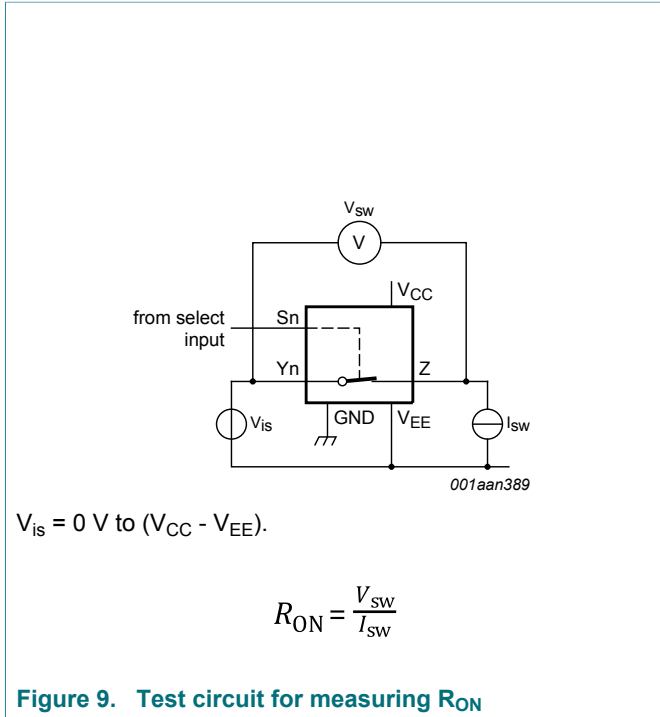 Vsw
V
VCC
from select
input
Sn
Yn
Z
Vis
GND
VEE
Isw
001aan389
Vis = 0 V to (VCC - VEE).
RON = Vsw / Isw
Figure 9. Test circuit for measuring RON